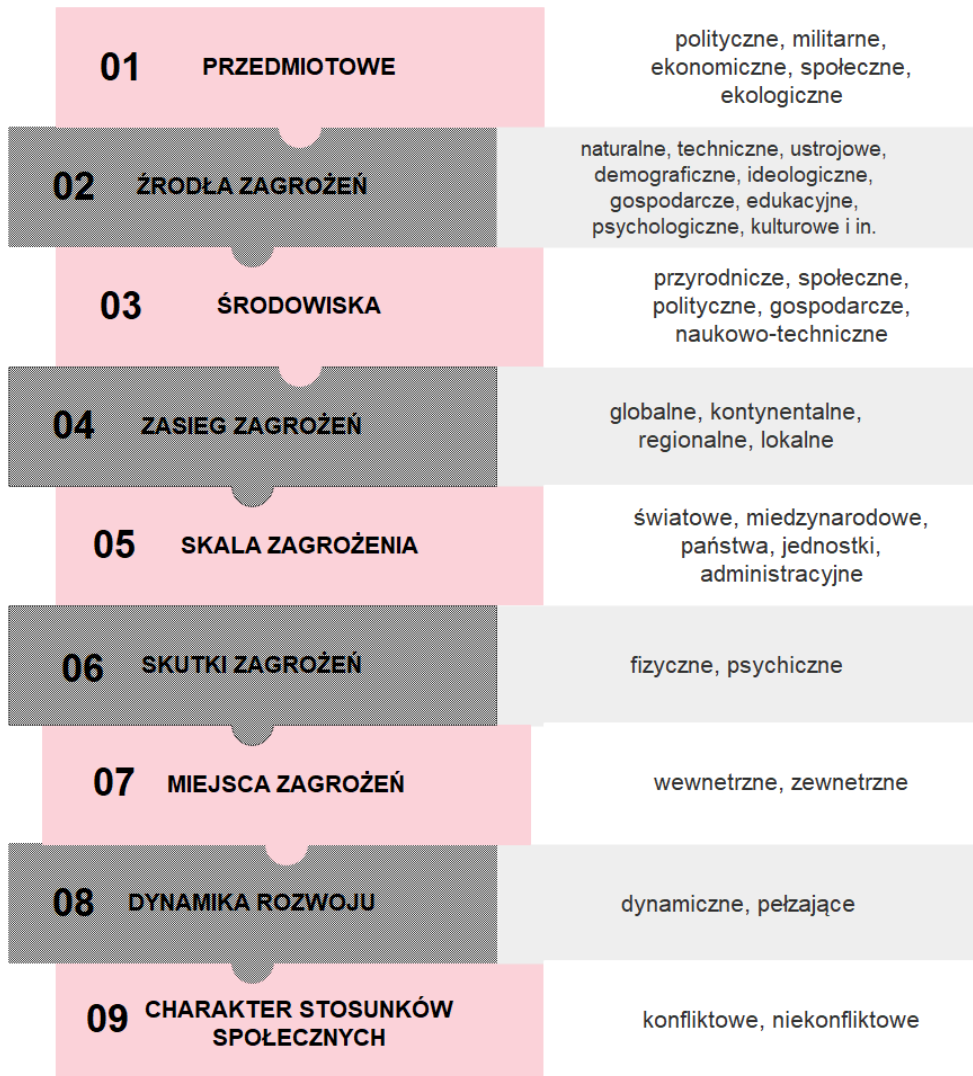 01 PRZEDMIOTOWE
polityczne, militarne,
ekonomiczne, społeczne,
ekologiczne
02 ŹRODŁA ZAGROŻEŃ
naturalne, techniczne, ustrojowe,
demograficzne, ideologiczne,
gospodarcze, edukacyjne,
psychologiczne, kulturowe i in.
03 ŚRODOWISKA
przyrodnicze, społeczne,
polityczne, gospodarcze,
naukowo-techniczne
04 ZASIEG ZAGROŻEŃ
globalne, kontynentalne,
regionalne, lokalne
05 SKALA ZAGROŻENIA
światowe, miedzynarodowe,
państwa, jednostki,
administracyjne
06 SKUTKI ZAGROŻEŃ
fizyczne, psychiczne
07 MIEJSCA ZAGROŻEŃ
wewnetrzne, zewnetrzne
08 DYNAMIKA ROZWOJU
dynamiczne, pełzające
09 CHARAKTER STOSUNKÓW
SPOŁECZNYCH
konfliktowe, niekonfliktowe